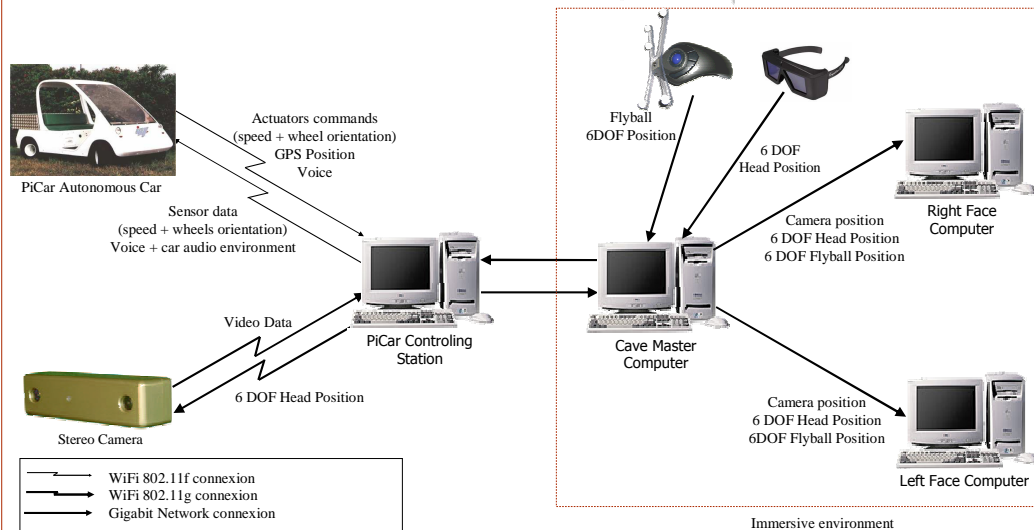 Flyball
6DOF Position
6 DOF
Head Position
Actuators commands
(speed + wheel orientation)
GPS Position
Voice
PiCar Autonomous Car
Sensor data
(speed + wheels orientation)
Voice + car audio environment
Right Face
Computer
Camera position
6 DOF Head Position
6 DOF Flyball Position
Video Data
PiCar Controling
Station
Cave Master
Computer
6 DOF Head Position
Stereo Camera
Camera position
6 DOF Head Position
6DOF Flyball Position
Left Face Computer
WiFi 802.11f connexion
WiFi 802.11g connexion
Gigabit Network connexion
Immersive environment